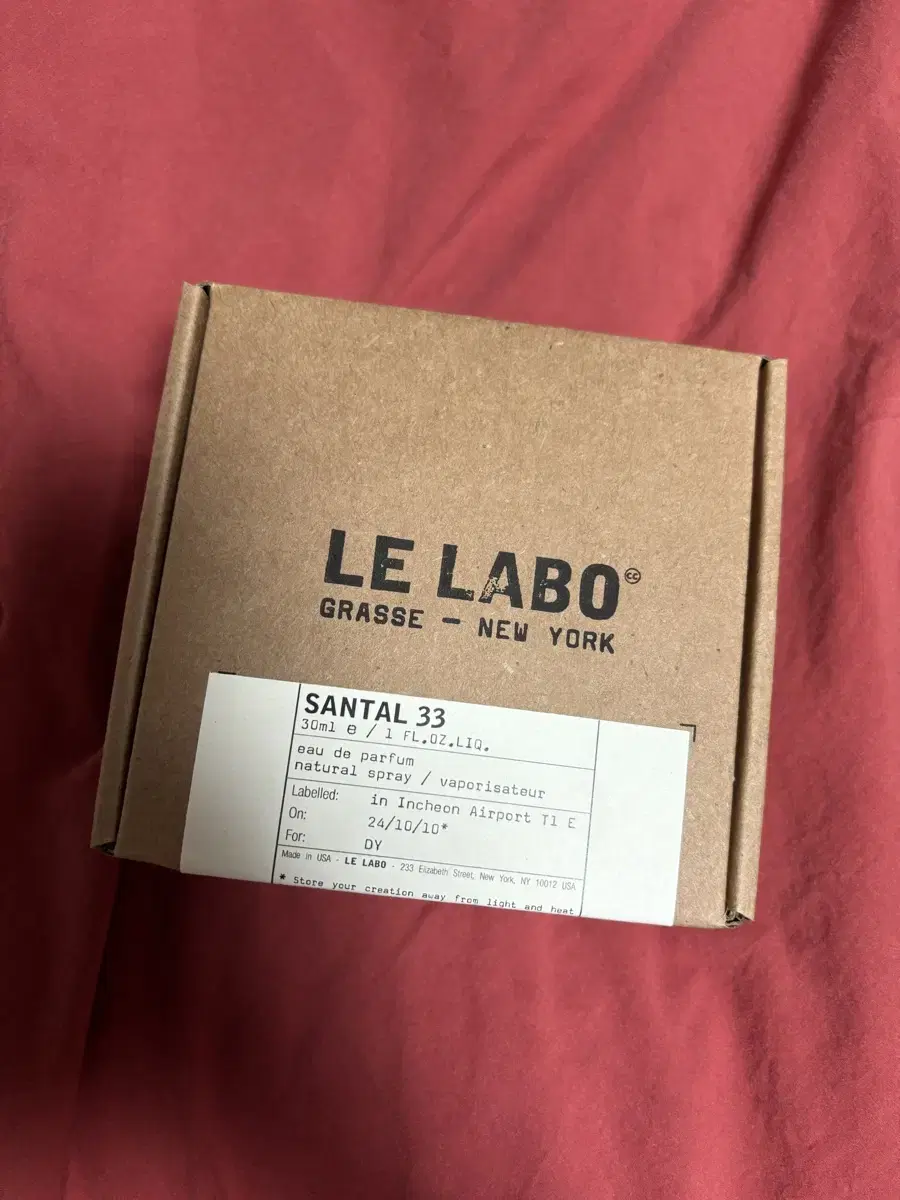 LE LABO
GRASSE - NEW YORK
SANTAL 33
30ml e / 1 FL.OZ.LIQ.
eau de parfum
natural spray / vaporisateur
Labelled: in Incheon Airport T1 E
On: 24/10/10*
For: DY
Made in USA - LE LABO - 233 Elizabeth Street, New York, NY 10012 USA
* Store your creation away from light and heat